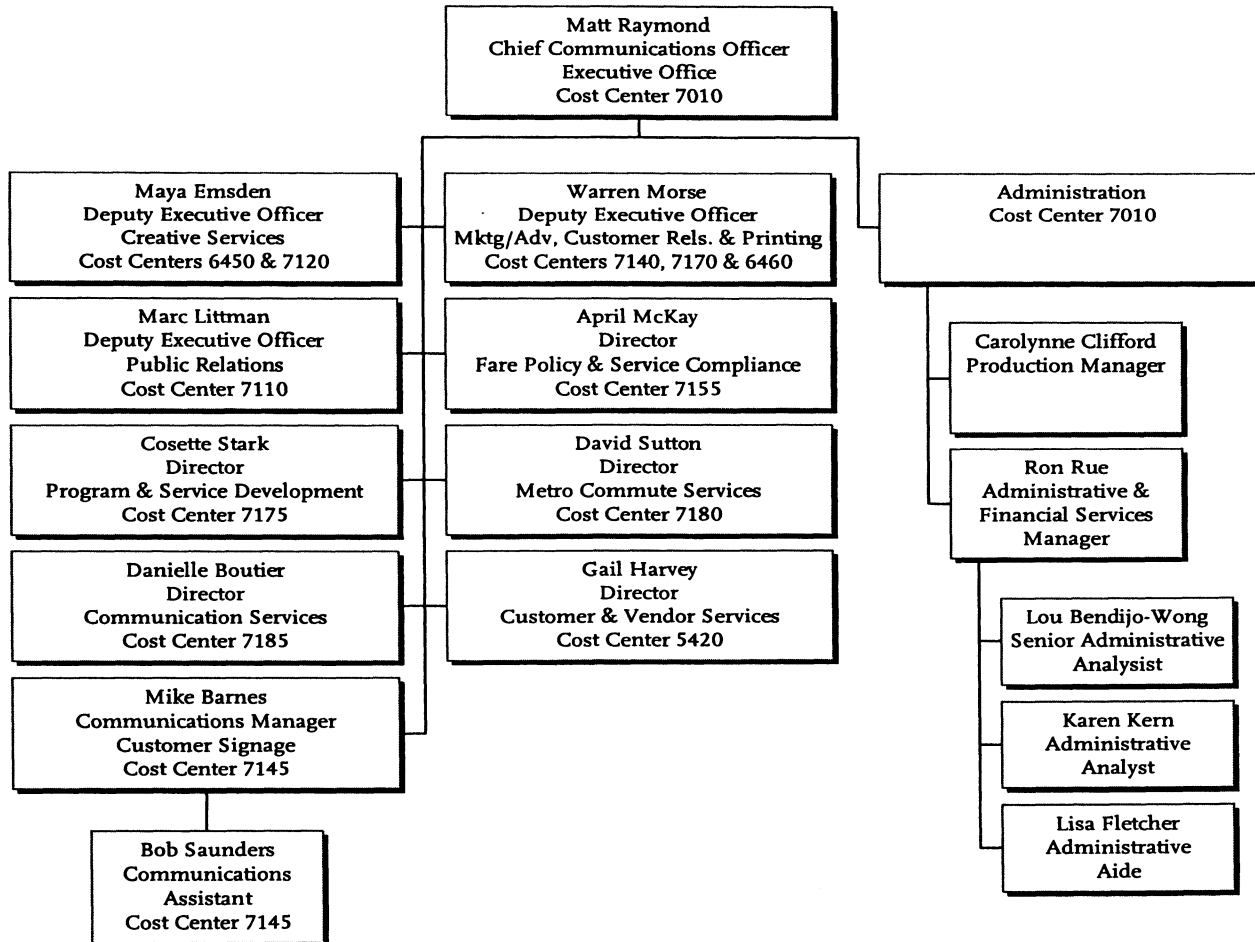 Matt Raymond
Chief Communications Officer
Executive Office
Cost Center 7010
Maya Emsden
Deputy Executive Officer
Creative Services
Cost Centers 6450 & 7120
Warren Morse
Deputy Executive Officer
Mktg/Adv, Customer Rels. & Printing
Cost Centers 7140, 7170 & 6460
Administration
Cost Center 7010
Marc Littman
Deputy Executive Officer
Public Relations
Cost Center 7110
April McKay
Director
Fare Policy & Service Compliance
Cost Center 7155
Carolynne Clifford
Production Manager
Cosette Stark
Director
Program & Service Development
Cost Center 7175
David Sutton
Director
Metro Commute Services
Cost Center 7180
Ron Rue
Administrative &
Financial Services
Manager
Danielle Boutier
Director
Communication Services
Cost Center 7185
Gail Harvey
Director
Customer & Vendor Services
Cost Center 5420
Lou Bendijo-Wong
Senior Administrative
Analysist
Mike Barnes
Communications Manager
Customer Signage
Cost Center 7145
Karen Kern
Administrative
Analyst
Bob Saunders
Communications
Assistant
Cost Center 7145
Lisa Fletcher
Administrative
Aide